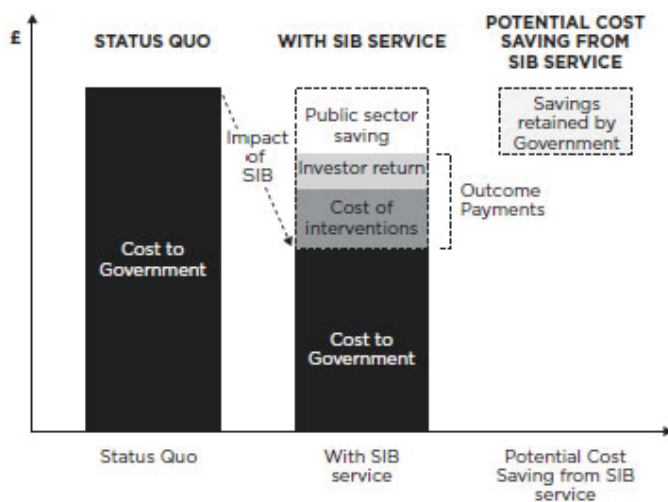 £
STATUS QUO
WITH SIB SERVICE
POTENTIAL COST
SAVING FROM
SIB SERVICE
Impact
of
SIB
Public sector
saving
Investor return
Cost of
interventions
Outcome
Payments
Savings
retained by
Government
Cost to
Government
Cost to
Government
Status Quo
With SIB
service
Potential Cost
Saving from SIB
service